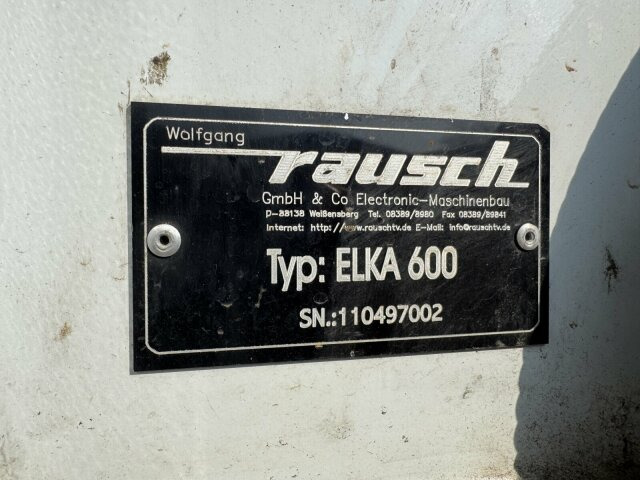 Wolfgang
rausch
GmbH & Co Electronic-Maschinenbau
D-88138 Weißensberg Tel. 08389/8980 Fax 08389/89841
Internet: http://www.rauschtv.de E-Mail: info@rauschtv.de
Typ: ELKA 600
SN.:110497002